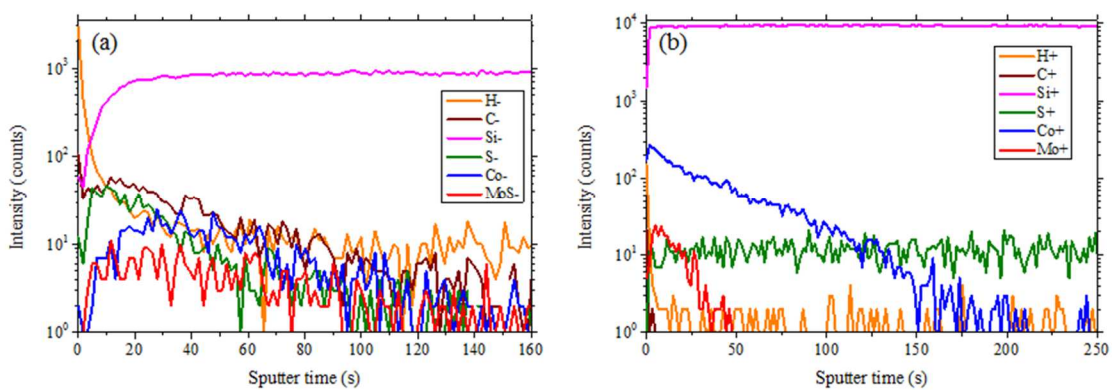 (a)
10³
10²
10¹
10⁰
Intensity (counts)
0 20 40 60 80 100 120 140 160
Sputter time (s)
H-
C-
Si-
S-
Co-
MoS-
(b)
10⁴
10³
10²
10¹
10⁰
Intensity (counts)
0 50 100 150 200 250
Sputter time (s)
H+
C+
Si+
S+
Co+
Mo+